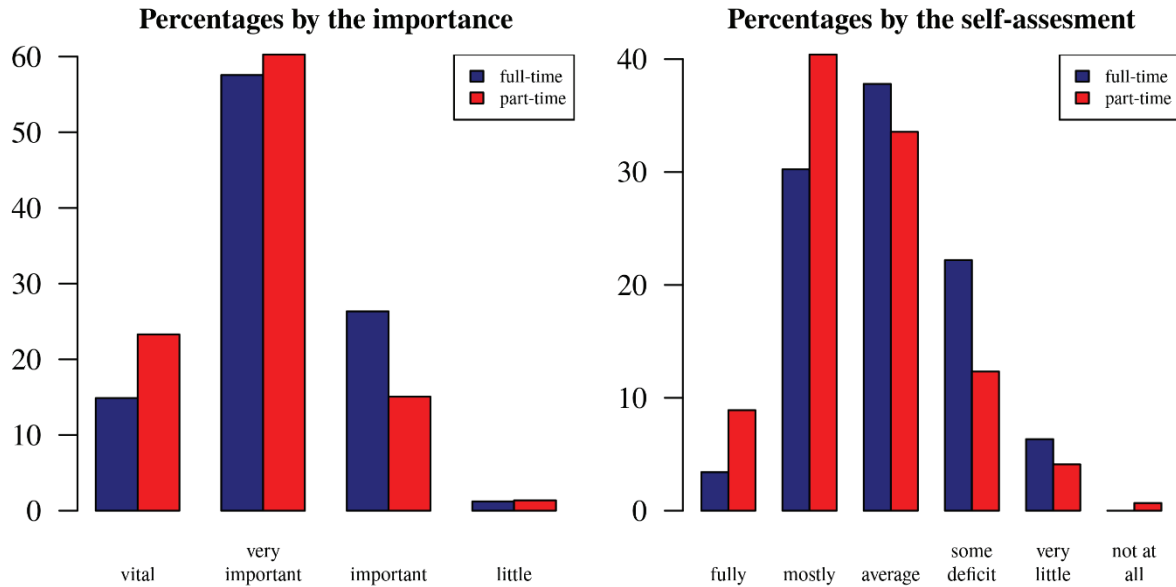 Percentages by the importance
60
50
40
30
20
10
0
full-time
part-time
vital
very
important
important
little
Percentages by the self-assesment
40
30
20
10
0
full-time
part-time
fully
mostly
average
some
deficit
very
little
not at
all